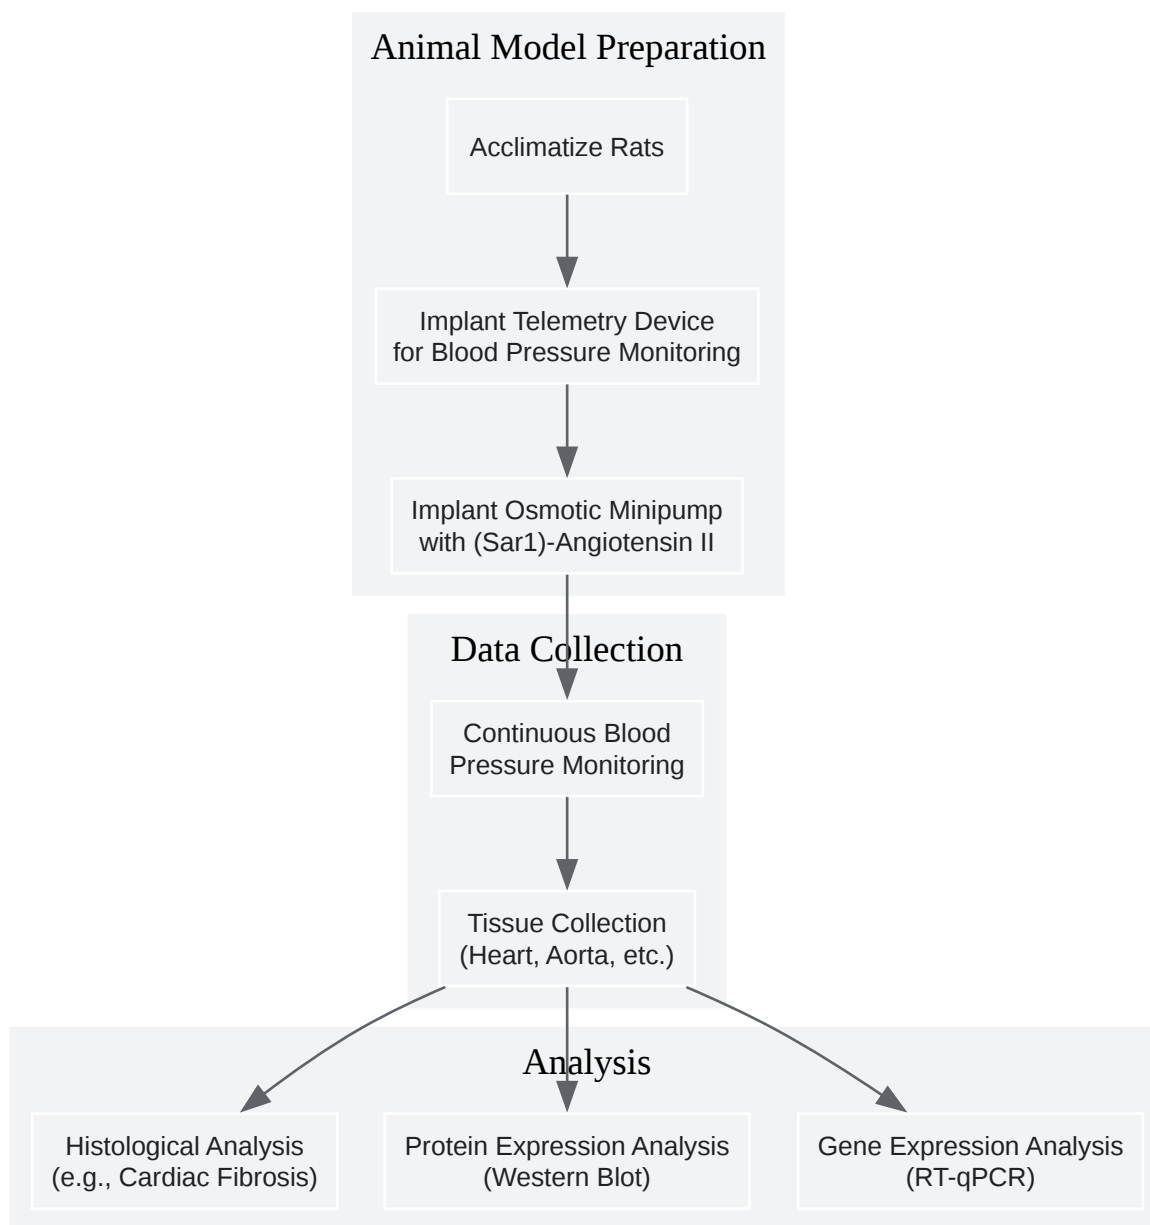 Animal Model Preparation
Acclimatize Rats
Implant Telemetry Device
for Blood Pressure Monitoring
Implant Osmotic Minipump
with (Sar1)-Angiotensin II
Data Collection
Continuous Blood
Pressure Monitoring
Tissue Collection
(Heart, Aorta, etc.)
Analysis
Histological Analysis
(e.g., Cardiac Fibrosis)
Protein Expression Analysis
(Western Blot)
Gene Expression Analysis
(RT-qPCR)